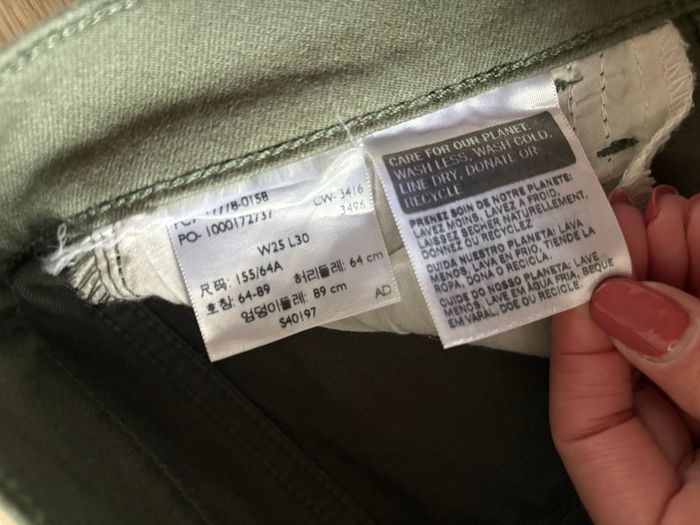 17778-0158
PO- 1000172737
CW- 3416
3496
W25 L30
尺碼: 155/64A
허리둘레: 64 cm
호칭: 64-89
엉덩이둘레: 89 cm
S40197
AD
CARE FOR OUR PLANET:
WASH LESS, WASH COLD,
LINE DRY, DONATE OR
RECYCLE.
PRENEZ SOIN DE NOTRE PLANETE:
LAVEZ MOINS, LAVEZ A FROID,
LAISSEZ SECHER NATURELLEMENT,
DONNEZ OU RECYCLEZ.
CUIDA NUESTRO PLANETA: LAVA
MENOS, LAVA EN FRIO, TIENDE LA
ROPA, DONA O RECICLA.
CUIDE DO NOSSO PLANETA: LAVE
MENOS, LAVE EM AGUA FRIA, SEQUE
EM VARAL, DOE OU RECICLE.